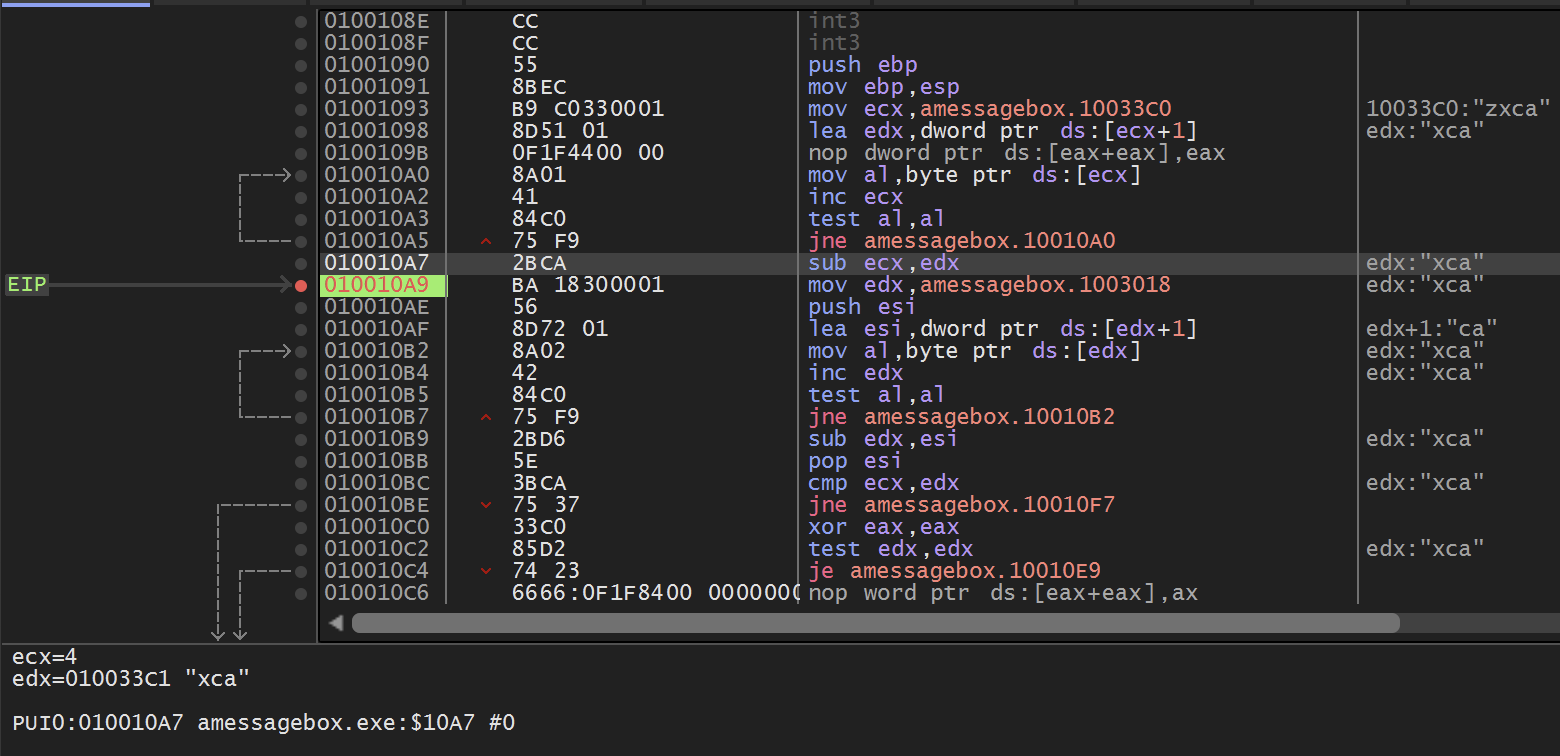 0100108E CC int3
0100108F CC int3
01001090 55 push ebp
01001091 8BEC mov ebp,esp
01001093 B9 C0330001 mov ecx,amessagebox.10033C0 10033C0:"zxca"
01001098 8D51 01 lea edx,dword ptr ds:[ecx+1] edx:"xca"
0100109B 0F1F4400 00 nop dword ptr ds:[eax+eax],eax
010010A0 8A01 mov al,byte ptr ds:[ecx]
010010A2 41 inc ecx
010010A3 84C0 test al,al
010010A5 75 F9 jne amessagebox.10010A0
010010A7 2BCA sub ecx,edx edx:"xca"
EIP 010010A9 BA 18300001 mov edx,amessagebox.1003018 edx:"xca"
010010AE 56 push esi
010010AF 8D72 01 lea esi,dword ptr ds:[edx+1] edx+1:"ca"
010010B2 8A02 mov al,byte ptr ds:[edx] edx:"xca"
010010B4 42 inc edx edx:"xca"
010010B5 84C0 test al,al
010010B7 75 F9 jne amessagebox.10010B2
010010B9 2BD6 sub edx,esi edx:"xca"
010010BB 5E pop esi
010010BC 3BCA cmp ecx,edx edx:"xca"
010010BE 75 37 jne amessagebox.10010F7
010010C0 33C0 xor eax,eax
010010C2 85D2 test edx,edx edx:"xca"
010010C4 74 23 je amessagebox.10010E9
010010C6 6666:0F1F8400 0000000 nop word ptr ds:[eax+eax],ax
ecx=4
edx=010033C1 "xca"
PUI0:010010A7 amessagebox.exe:$10A7 #0